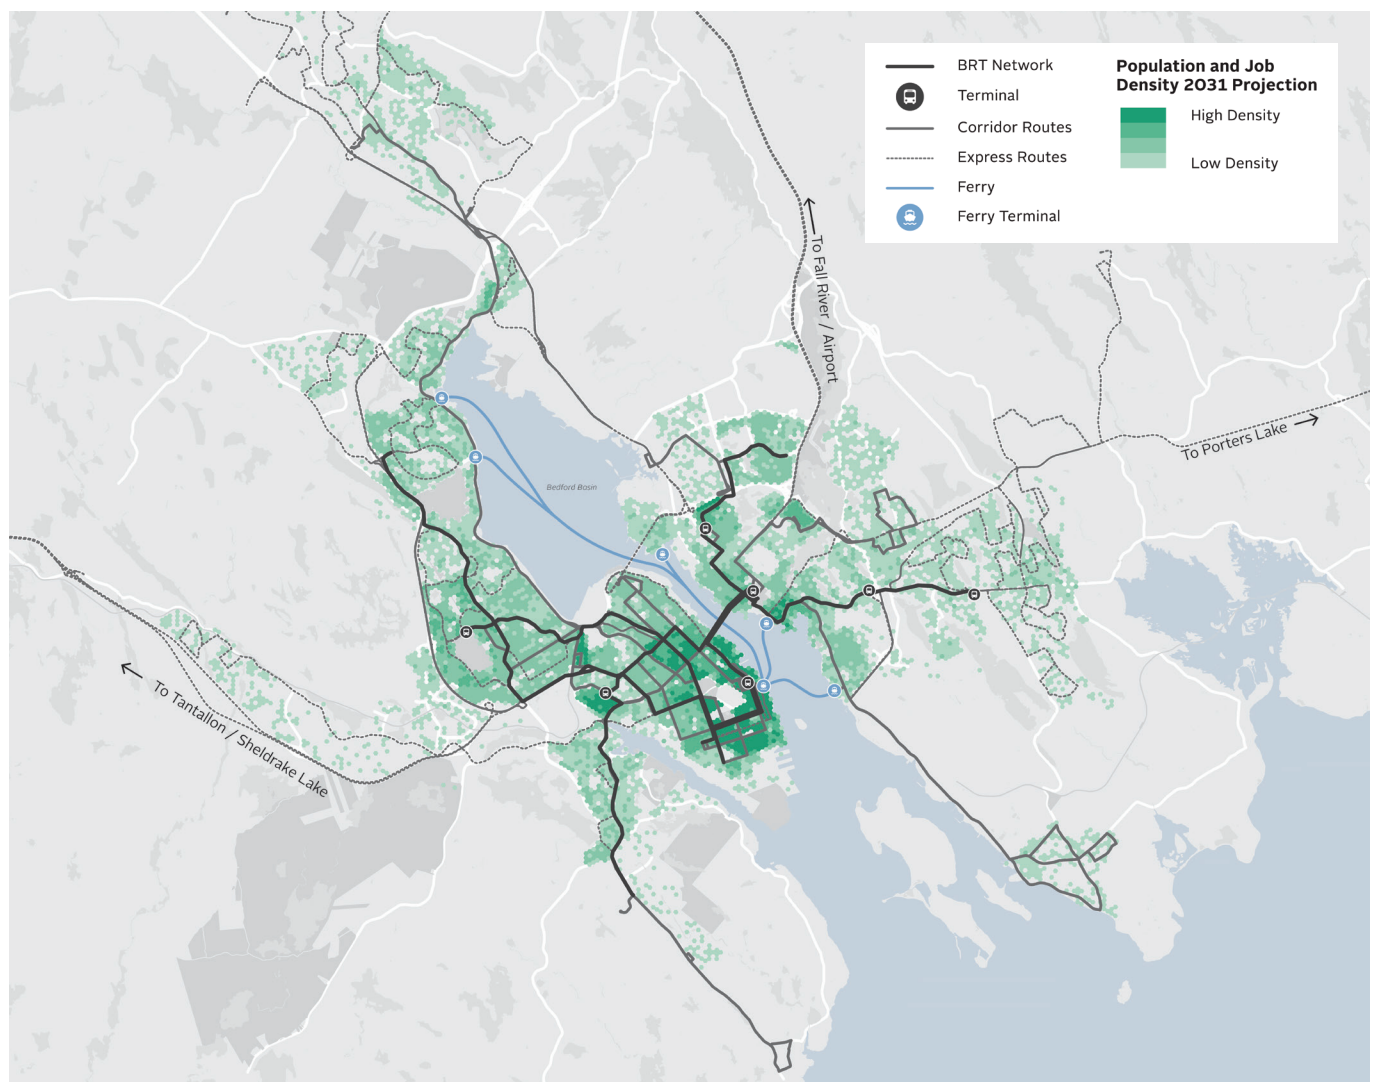 BRT Network
Terminal
Corridor Routes
Express Routes
Ferry
Ferry Terminal
Population and Job
Density 2031 Projection
High Density
Low Density
To Fall River / Airport
To Porters Lake
Bedford Basin
To Tantallon / Sheldrake Lake